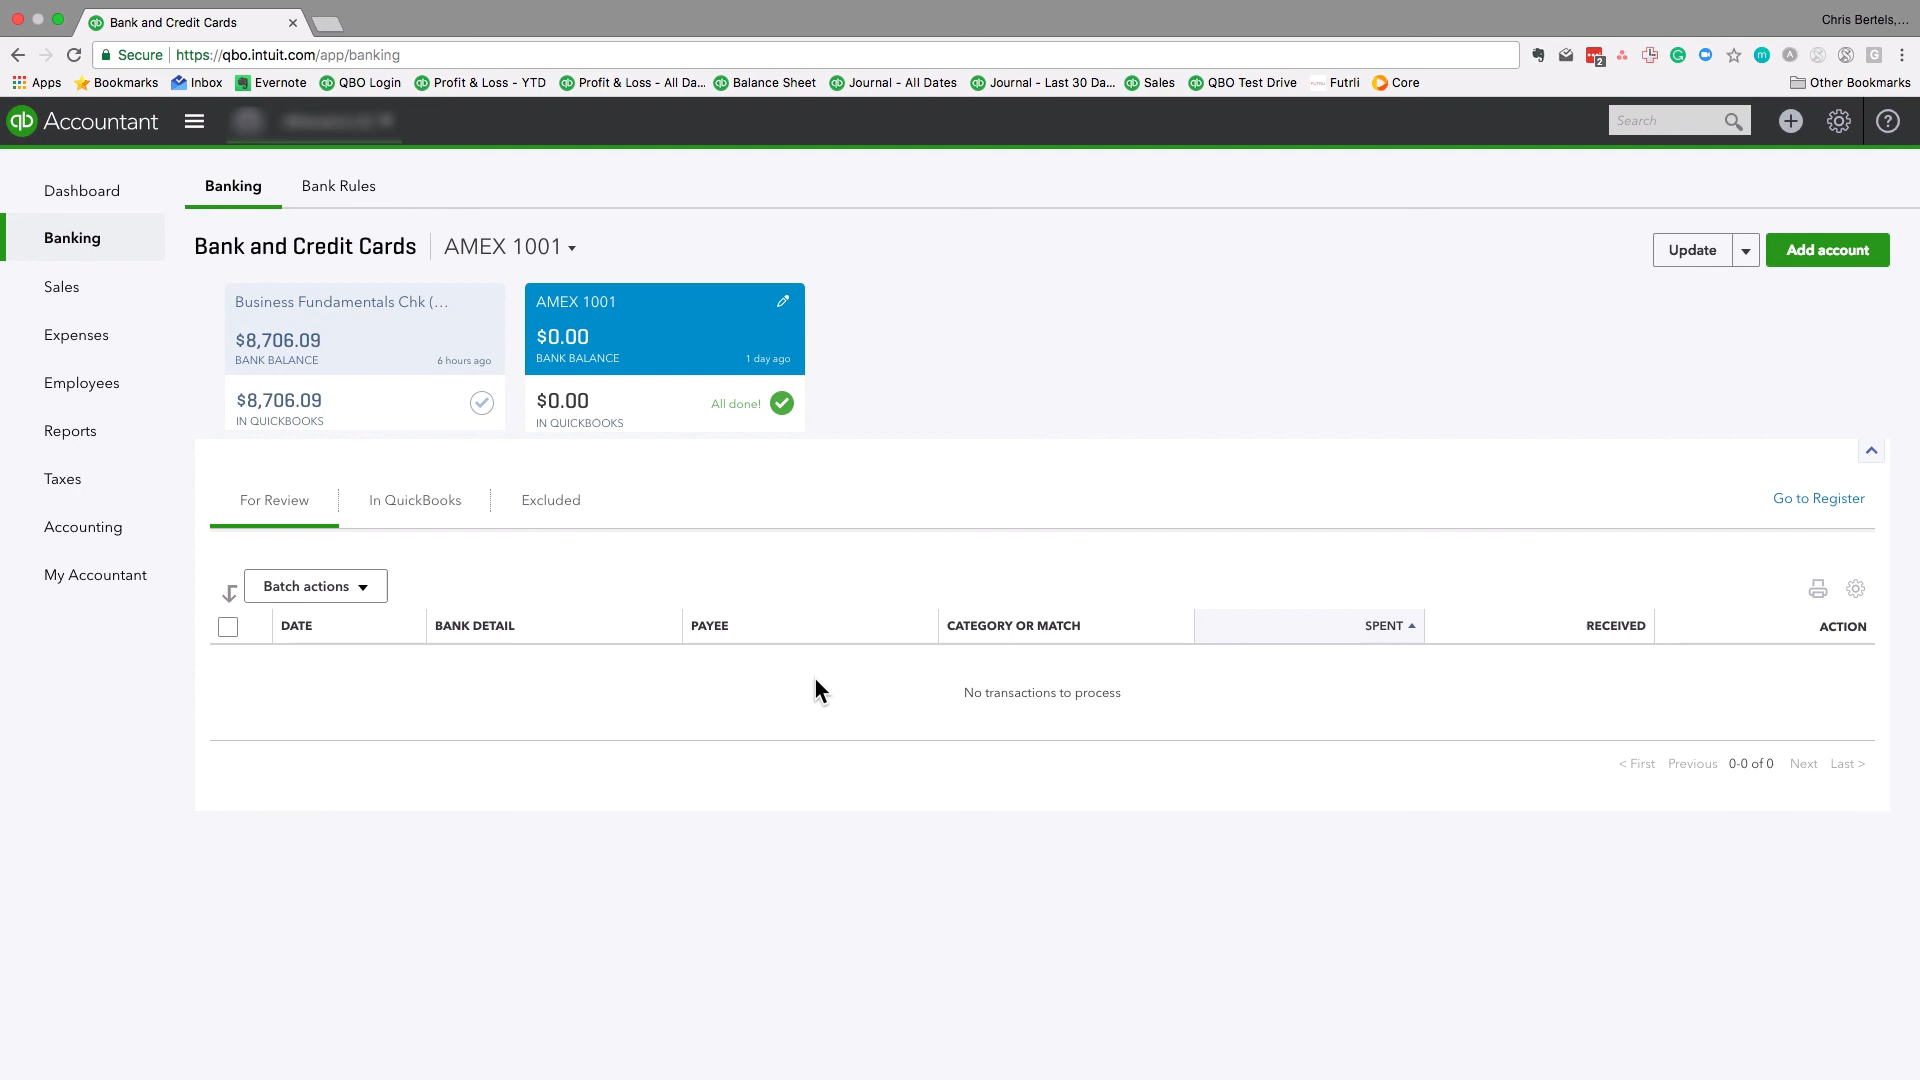 Bank and Credit Cards
Chris Bertels,...
Secure https://qbo.intuit.com/app/banking
2
Apps Bookmarks Inbox Evernote QBO Login Profit & Loss - YTD Profit & Loss - All Da... Balance Sheet Journal - All Dates Journal - Last 30 Da... Sales QBO Test Drive Futrli Core Other Bookmarks
qb Accountant
Search
Dashboard
Banking
Sales
Expenses
Employees
Reports
Taxes
Accounting
My Accountant
Banking Bank Rules
Bank and Credit Cards AMEX 1001
Update Add account
Business Fundamentals Chk (...
$8,706.09
BANK BALANCE 6 hours ago
$8,706.09
IN QUICKBOOKS
AMEX 1001
$0.00
BANK BALANCE 1 day ago
$0.00 All done!
IN QUICKBOOKS
For Review In QuickBooks Excluded Go to Register
Batch actions
DATE BANK DETAIL PAYEE CATEGORY OR MATCH SPENT RECEIVED ACTION
No transactions to process
< First Previous 0-0 of 0 Next Last >